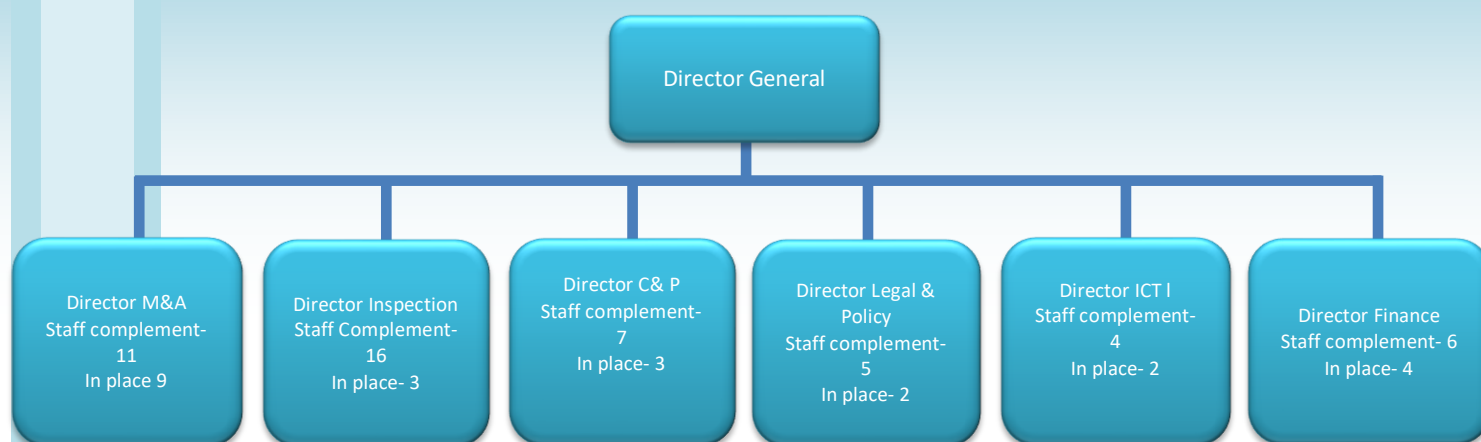 Director General
Director M&A
Staff complement-
11
In place 9
Director Inspection
Staff Complement-
16
In place- 3
Director C& P
Staff complement-
7
In place- 3
Director Legal &
Policy
Staff complement-
5
In place- 2
Director ICT l
Staff complement-
4
In place- 2
Director Finance
Staff complement- 6
In place- 4